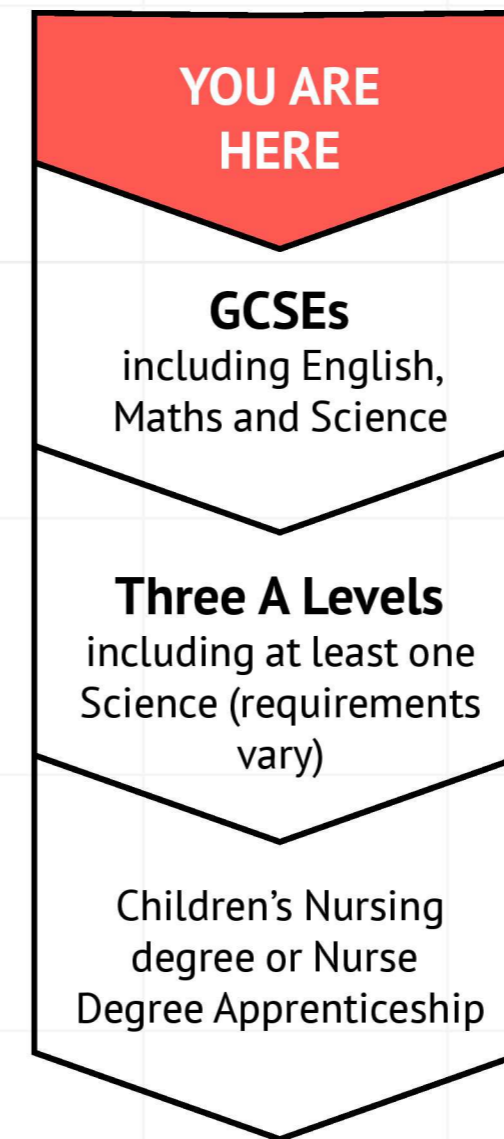 YOU ARE
HERE
GCSEs
including English,
Maths and Science
Three A Levels
including at least one
Science (requirements
vary)
Children’s Nursing
degree or Nurse
Degree Apprenticeship